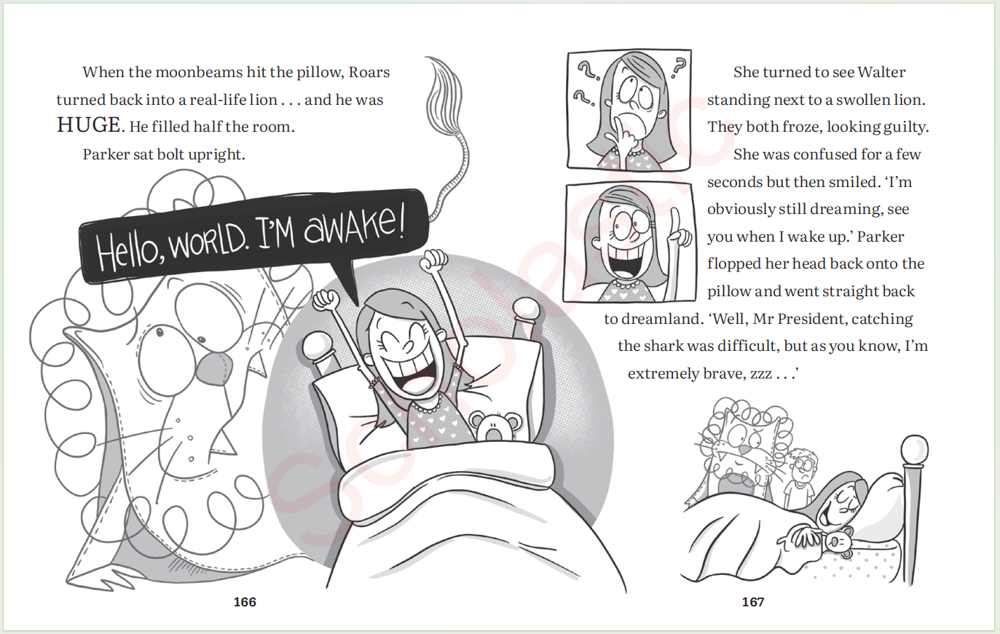 When the moonbeams hit the pillow, Roars
turned back into a real-life lion . . . and he was
HUGE. He filled half the room.
Parker sat bolt upright.
Hello, WORLD. I'M aWAKe!
166
? ?
?
She turned to see Walter
standing next to a swollen lion.
They both froze, looking guilty.
She was confused for a few
seconds but then smiled. ‘I’m
obviously still dreaming, see
you when I wake up.’ Parker
flopped her head back onto the
pillow and went straight back
to dreamland. ‘Well, Mr President, catching
the shark was difficult, but as you know, I’m
extremely brave, zzz . . .’
167
Scholastic